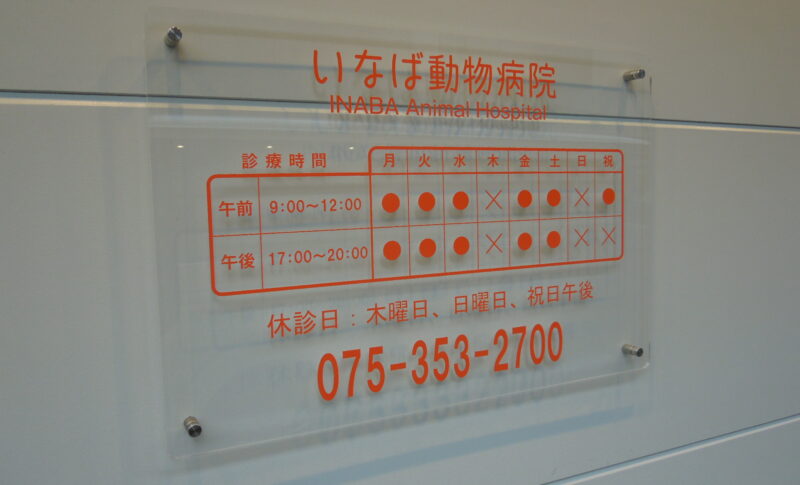 いなば動物病院
INABA Animal Hospital
診療時間 月 火 水 木 金 土 日 祝
午前 9:00～12:00 ● ● ● × ● ● × ●
午後 17:00～20:00 ● ● ● × ● ● × ×
休診日：木曜日、日曜日、祝日午後
075-353-2700